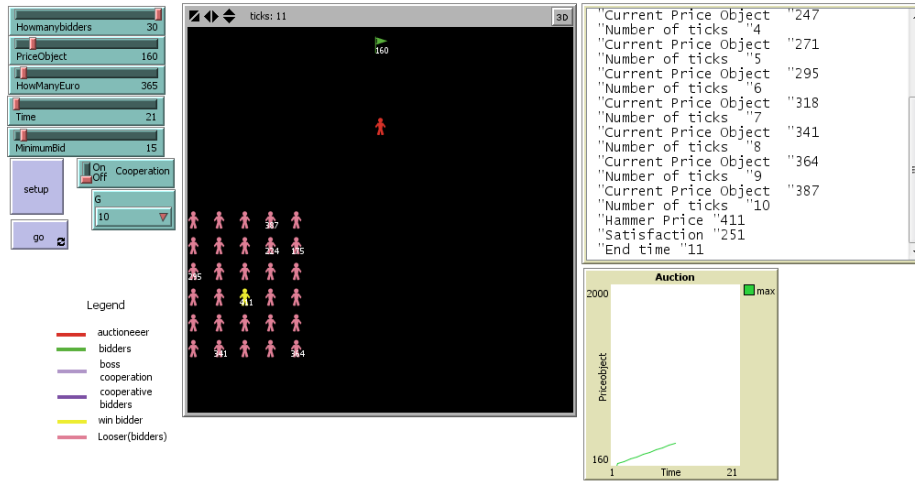 Howmanybidders 30
PriceObject 160
HowManyEuro 365
Time 21
MinimumBid 15
setup
On
Off
Cooperation
G
10
go
Legend
auctioneeer
bidders
boss
cooperation
cooperative
bidders
win bidder
Looser(bidders)
ticks: 11
3D
160
387
224 175
295
411
341 364
"Current Price Object "247
"Number of ticks "4
"Current Price Object "271
"Number of ticks "5
"Current Price Object "295
"Number of ticks "6
"Current Price Object "318
"Number of ticks "7
"Current Price Object "341
"Number of ticks "8
"Current Price Object "364
"Number of ticks "9
"Current Price Object "387
"Number of ticks "10
"Hammer Price "411
"Satisfaction "251
"End time "11
Auction
2000
Priceobject
160
1
Time
21
max